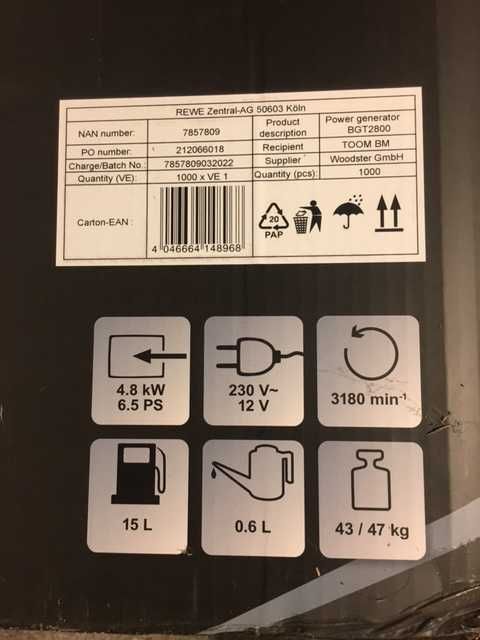 REWE Zentral-AG 50603 Köln
NAN number: 7857809 Product description Power generator BGT2800
PO number: 212066018 Recipient TOOM BM
Charge/Batch No.: 7857809032022 Supplier Woodster GmbH
Quantity (VE): 1000 x VE 1 Quantity (pcs): 1000
Carton-EAN :
4 046664 148968
20
PAP
4.8 kW
6.5 PS
230 V~
12 V
3180 min⁻¹
15 L
0.6 L
43 / 47 kg